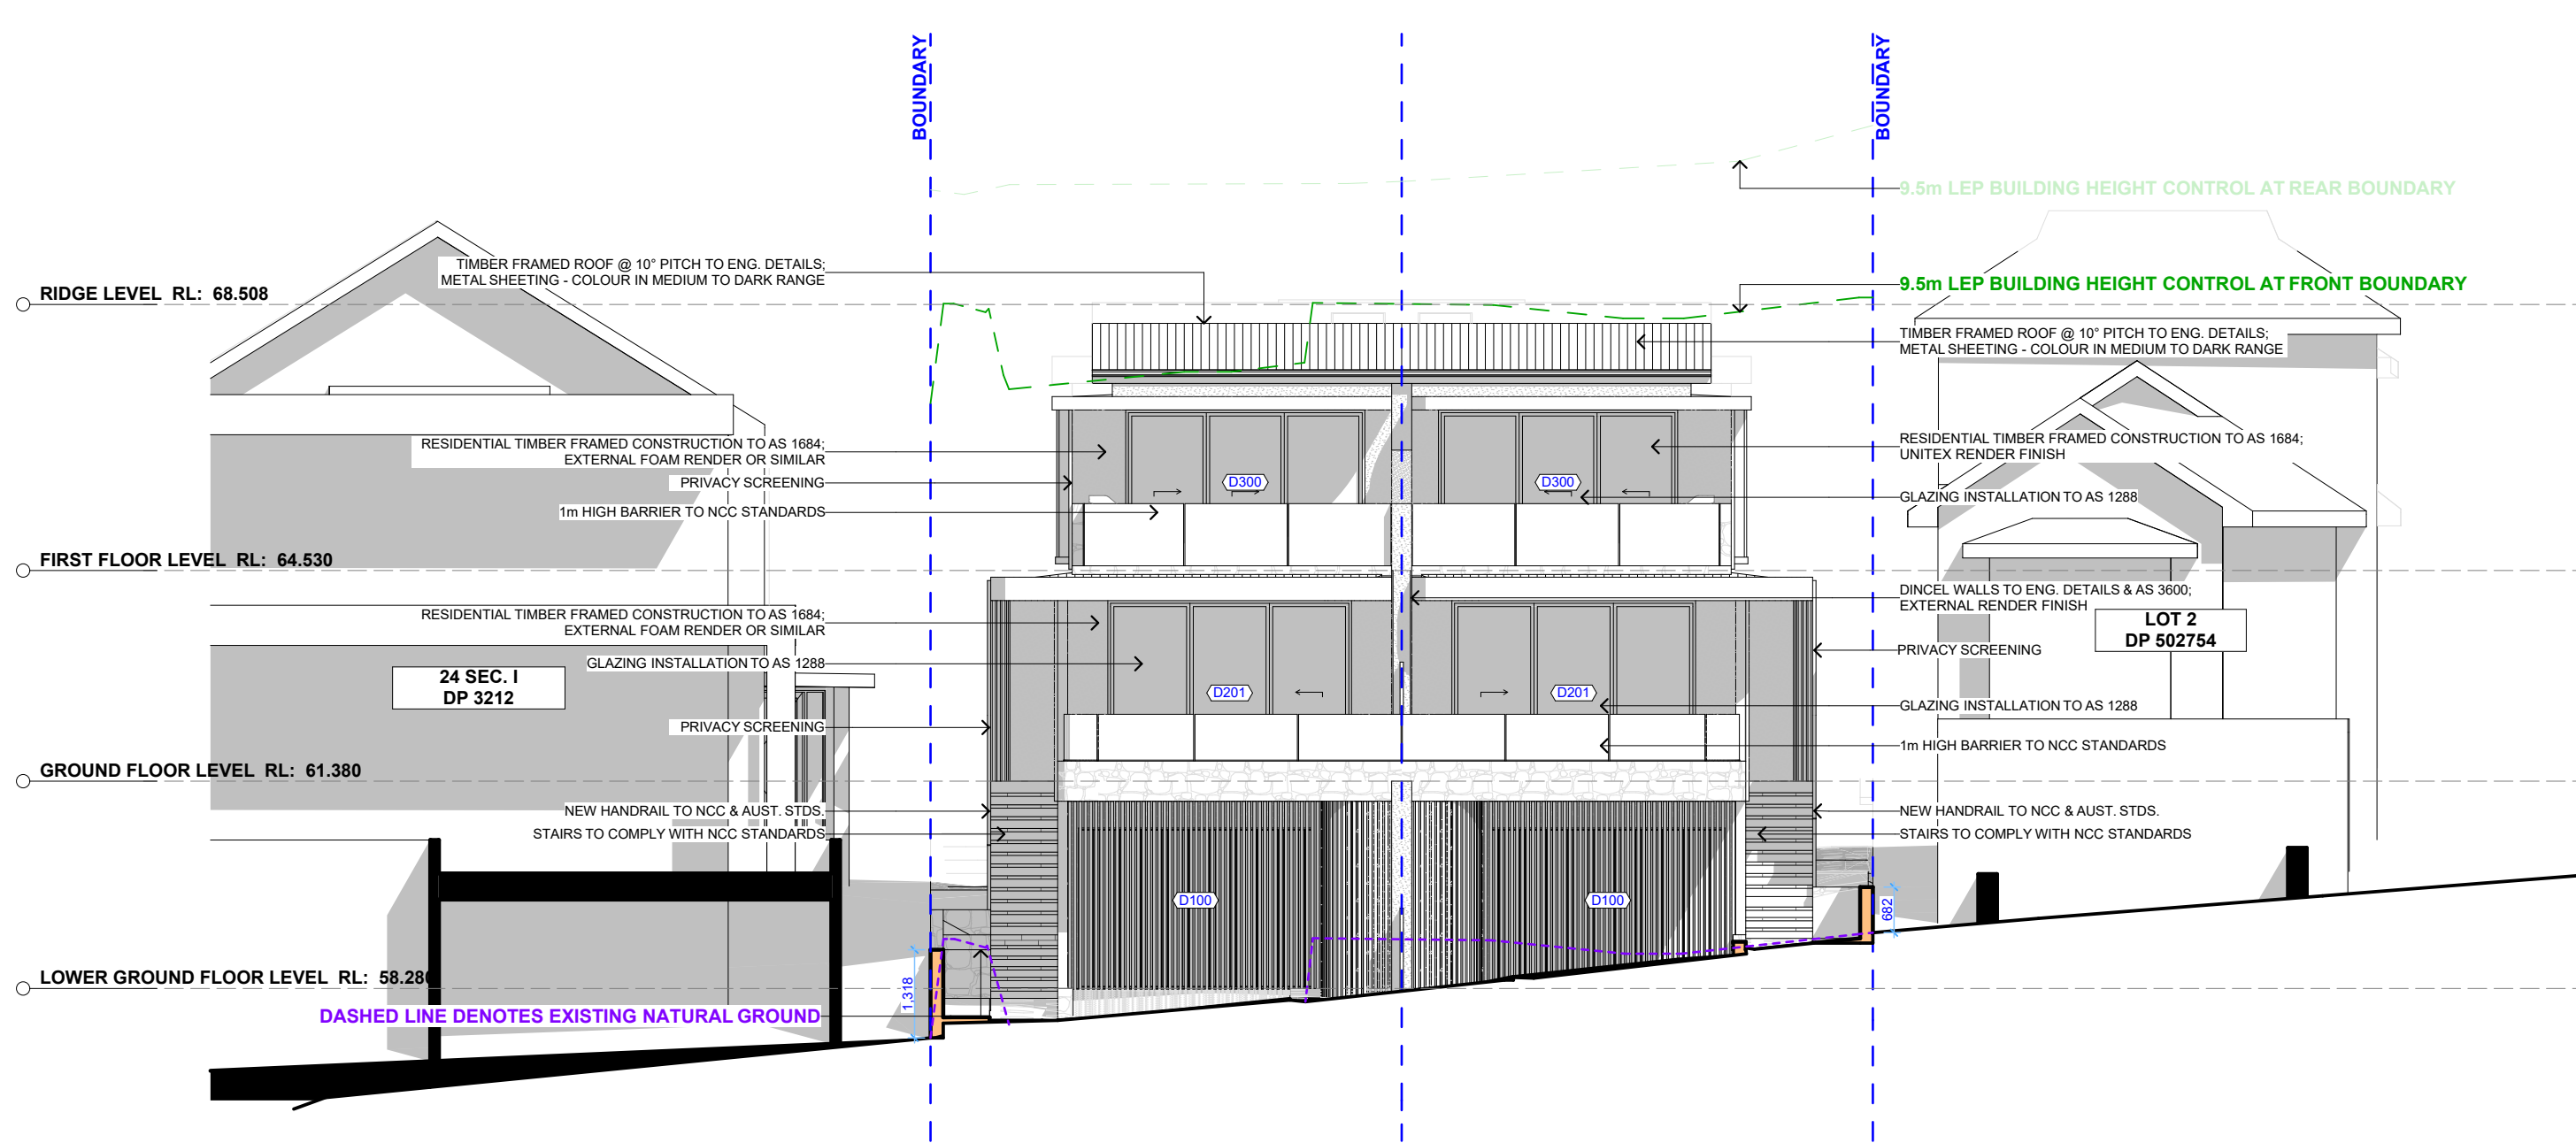 BOUNDARY
BOUNDARY
9.5m LEP BUILDING HEIGHT CONTROL AT REAR BOUNDARY
TIMBER FRAMED ROOF @ 10° PITCH TO ENG. DETAILS;
METAL SHEETING - COLOUR IN MEDIUM TO DARK RANGE
RIDGE LEVEL RL: 68.508
9.5m LEP BUILDING HEIGHT CONTROL AT FRONT BOUNDARY
TIMBER FRAMED ROOF @ 10° PITCH TO ENG. DETAILS;
METAL SHEETING - COLOUR IN MEDIUM TO DARK RANGE
RESIDENTIAL TIMBER FRAMED CONSTRUCTION TO AS 1684;
EXTERNAL FOAM RENDER OR SIMILAR
RESIDENTIAL TIMBER FRAMED CONSTRUCTION TO AS 1684;
UNITEX RENDER FINISH
PRIVACY SCREENING
D300
D300
GLAZING INSTALLATION TO AS 1288
1m HIGH BARRIER TO NCC STANDARDS
FIRST FLOOR LEVEL RL: 64.530
DINCEL WALLS TO ENG. DETAILS & AS 3600;
EXTERNAL RENDER FINISH
RESIDENTIAL TIMBER FRAMED CONSTRUCTION TO AS 1684;
EXTERNAL FOAM RENDER OR SIMILAR
LOT 2
DP 502754
PRIVACY SCREENING
GLAZING INSTALLATION TO AS 1288
24 SEC. I
DP 3212
D201
D201
GLAZING INSTALLATION TO AS 1288
PRIVACY SCREENING
1m HIGH BARRIER TO NCC STANDARDS
GROUND FLOOR LEVEL RL: 61.380
NEW HANDRAIL TO NCC & AUST. STDS.
NEW HANDRAIL TO NCC & AUST. STDS.
STAIRS TO COMPLY WITH NCC STANDARDS
STAIRS TO COMPLY WITH NCC STANDARDS
D100
D100
682
LOWER GROUND FLOOR LEVEL RL: 58.280
1,318
DASHED LINE DENOTES EXISTING NATURAL GROUND